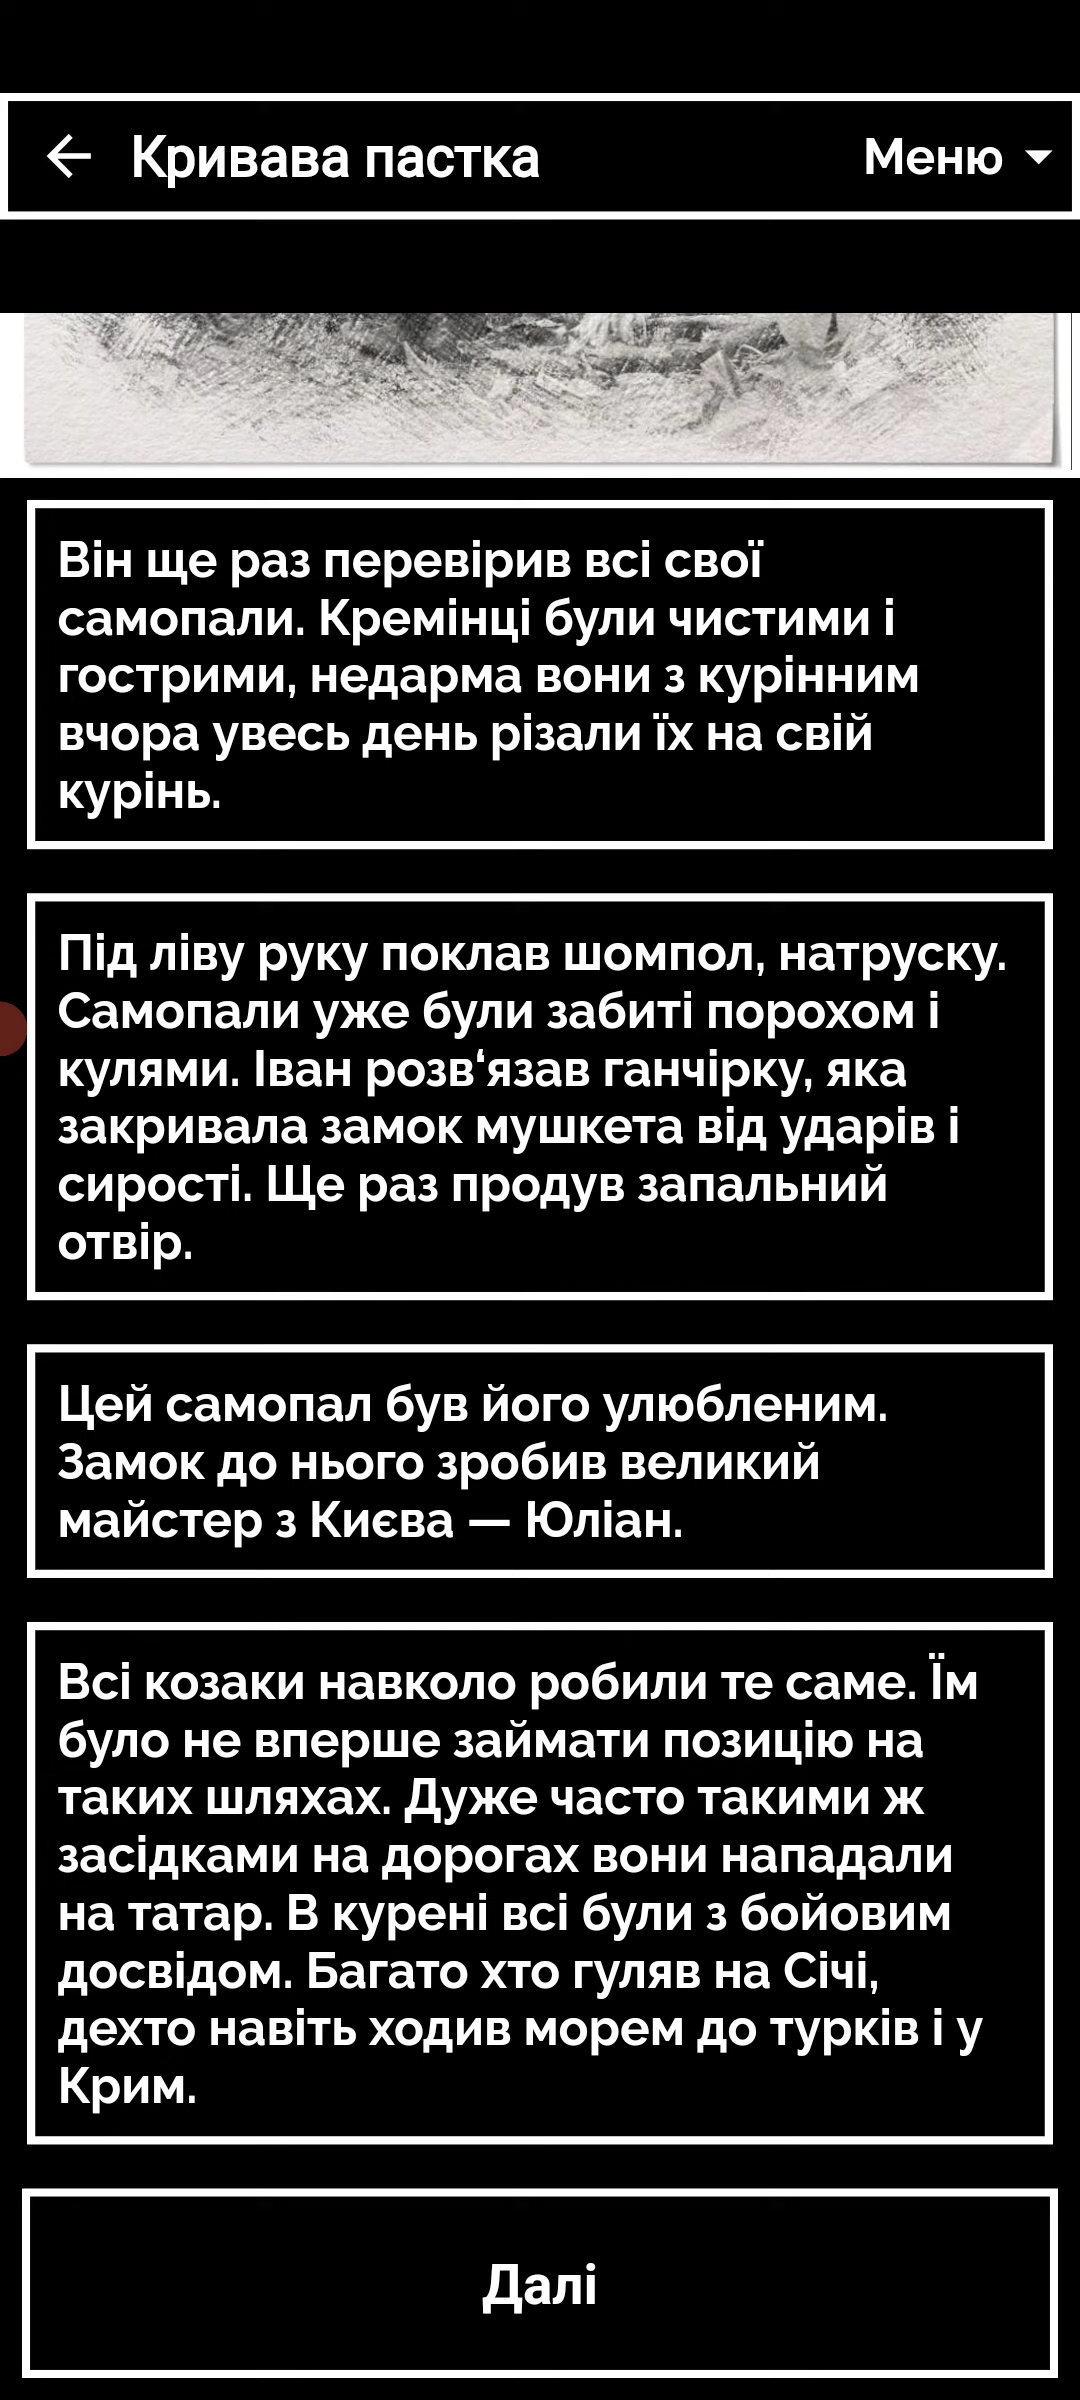 Кривава пастка
Меню
Він ще раз перевірив всі свої
самопали. Кремінці були чистими і
гострими, недарма вони з курінним
вчора увесь день різали їх на свій
курінь.
Під ліву руку поклав шомпол, натруску.
Самопали уже були забиті порохом і
кулями. Іван розв‘язав ганчірку, яка
закривала замок мушкета від ударів і
сирості. Ще раз продув запальний
отвір.
Цей самопал був його улюбленим.
Замок до нього зробив великий
майстер з Києва — Юліан.
Всі козаки навколо робили те саме. Їм
було не вперше займати позицію на
таких шляхах. Дуже часто такими ж
засідками на дорогах вони нападали
на татар. В курені всі були з бойовим
досвідом. Багато хто гуляв на Січі,
дехто навіть ходив морем до турків і у
Крим.
Далі